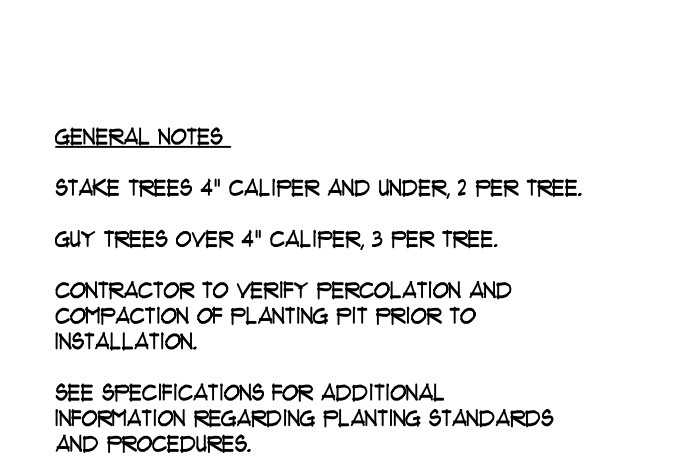 GENERAL NOTES
STAKE TREES 4" CALIPER AND UNDER, 2 PER TREE.
GUY TREES OVER 4" CALIPER, 3 PER TREE.
CONTRACTOR TO VERIFY PERCOLATION AND
COMPACTION OF PLANTING PIT PRIOR TO
INSTALLATION.
SEE SPECIFICATIONS FOR ADDITIONAL
INFORMATION REGARDING PLANTING STANDARDS
AND PROCEDURES.